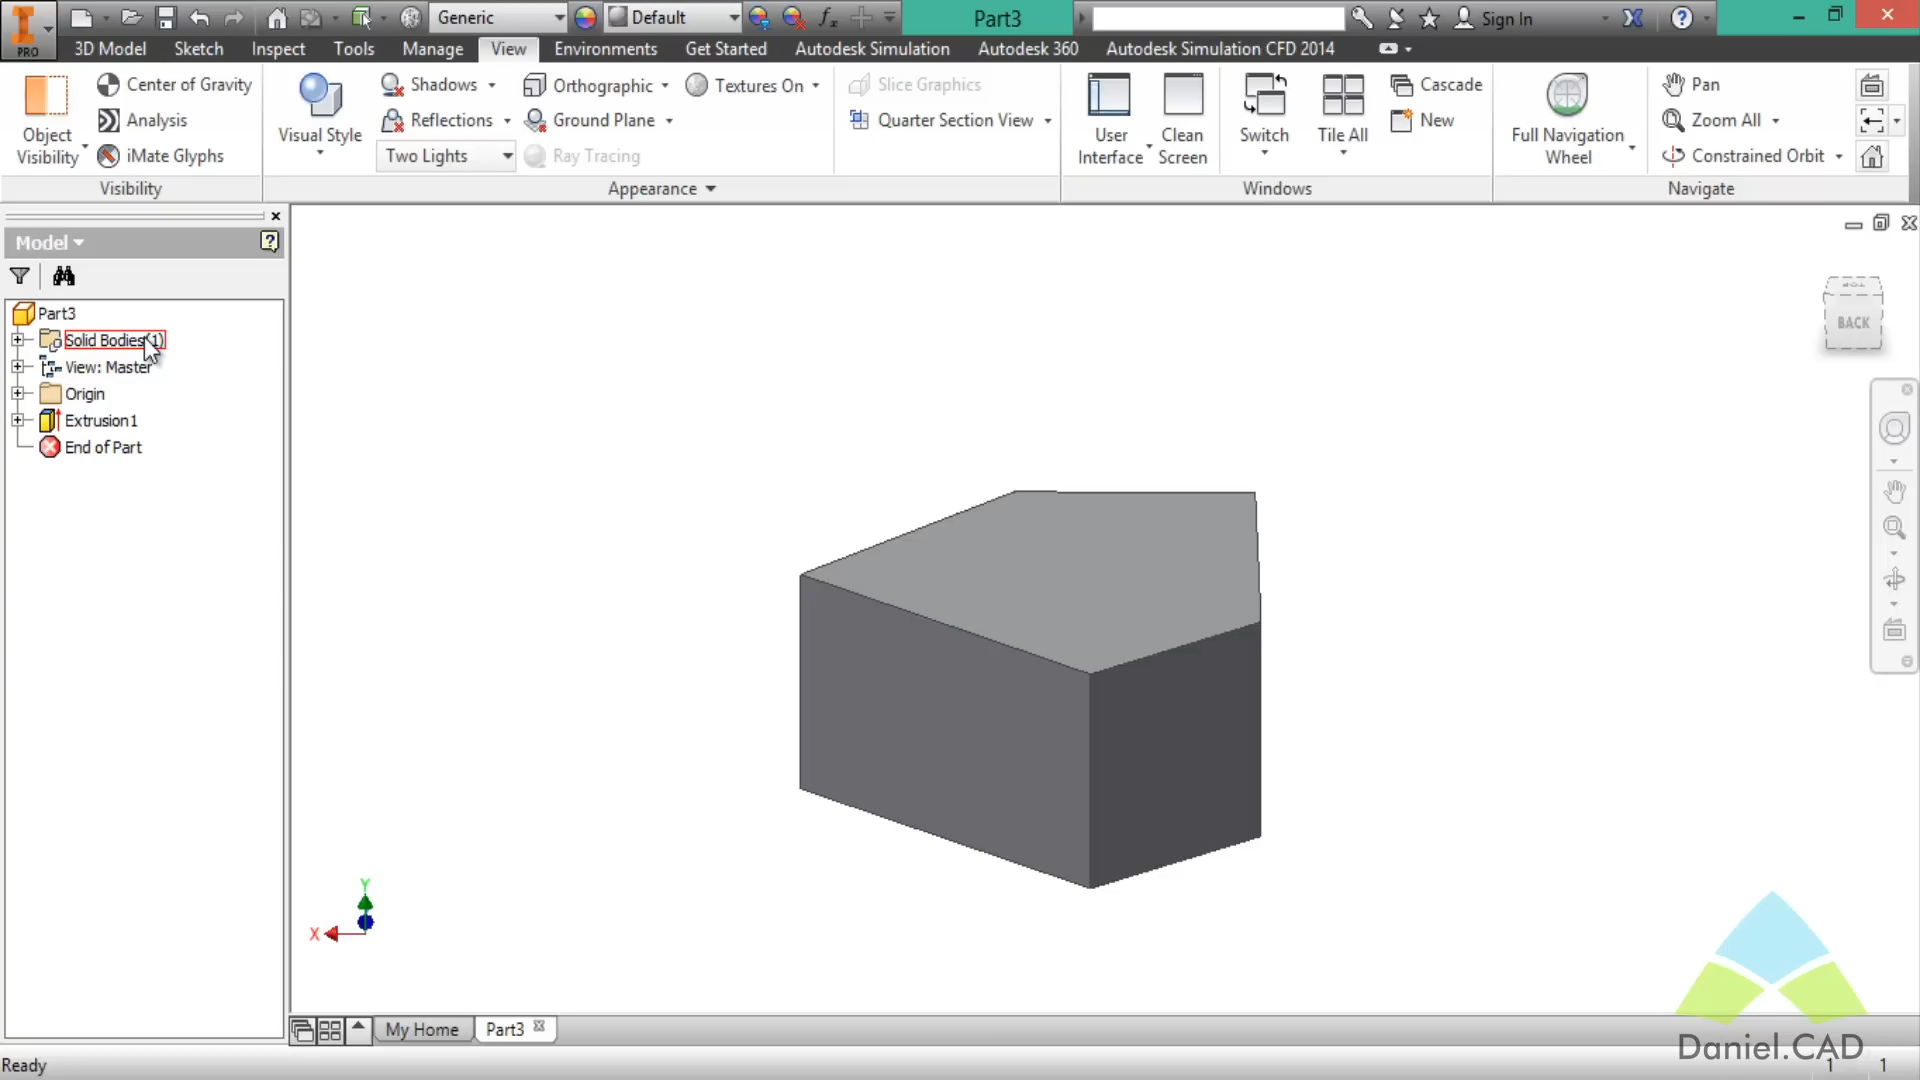 PRO
Generic
Default
fx
Part3
Sign In
3D Model
Sketch
Inspect
Tools
Manage
View
Environments
Get Started
Autodesk Simulation
Autodesk 360
Autodesk Simulation CFD 2014
Object
Visibility
Center of Gravity
Analysis
iMate Glyphs
Visibility
Visual Style
Shadows
Reflections
Two Lights
Orthographic
Ground Plane
Ray Tracing
Textures On
Appearance
Slice Graphics
Quarter Section View
User
Interface
Clean
Screen
Switch
Tile All
Cascade
New
Windows
Full Navigation
Wheel
Pan
Zoom All
Constrained Orbit
Navigate
Model
Part3
Solid Bodies(1)
View: Master
Origin
Extrusion1
End of Part
TOP
BACK
Y
X
My Home
Part3
Daniel.CAD
Ready
1
1